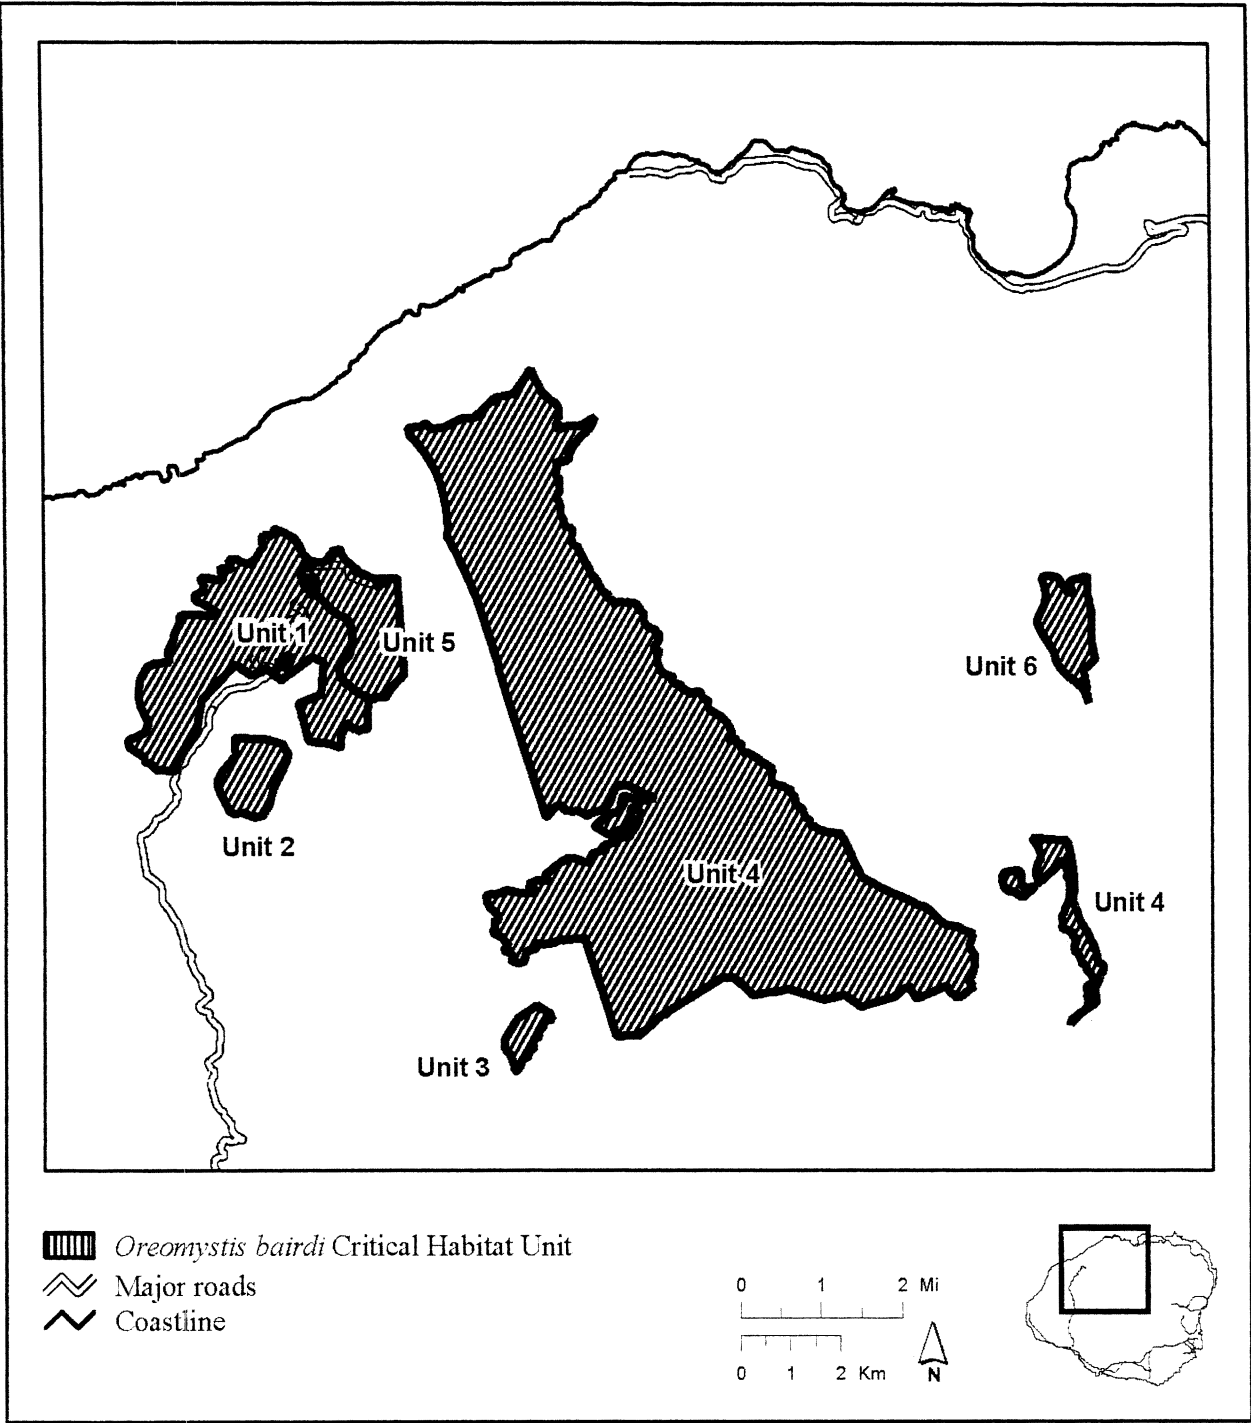 Unit 1
Unit 5
Unit 6
Unit 2
Unit 4
Unit 4
Unit 3
Oreomystis bairdi Critical Habitat Unit
Major roads
Coastline
0 1 2 Mi
0 1 2 Km
N